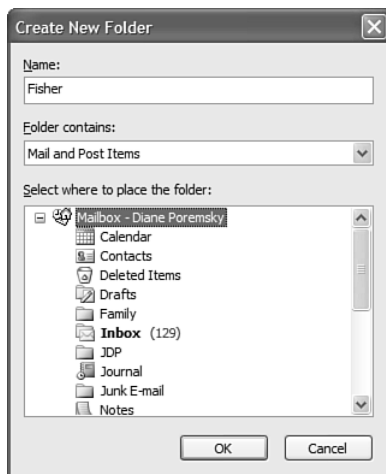 Create New Folder
Name:
Fisher
Folder contains:
Mail and Post Items
Select where to place the folder:
Mailbox - Diane Poremsky
Calendar
Contacts
Deleted Items
Drafts
Family
Inbox (129)
JDP
Journal
Junk E-mail
Notes
OK Cancel